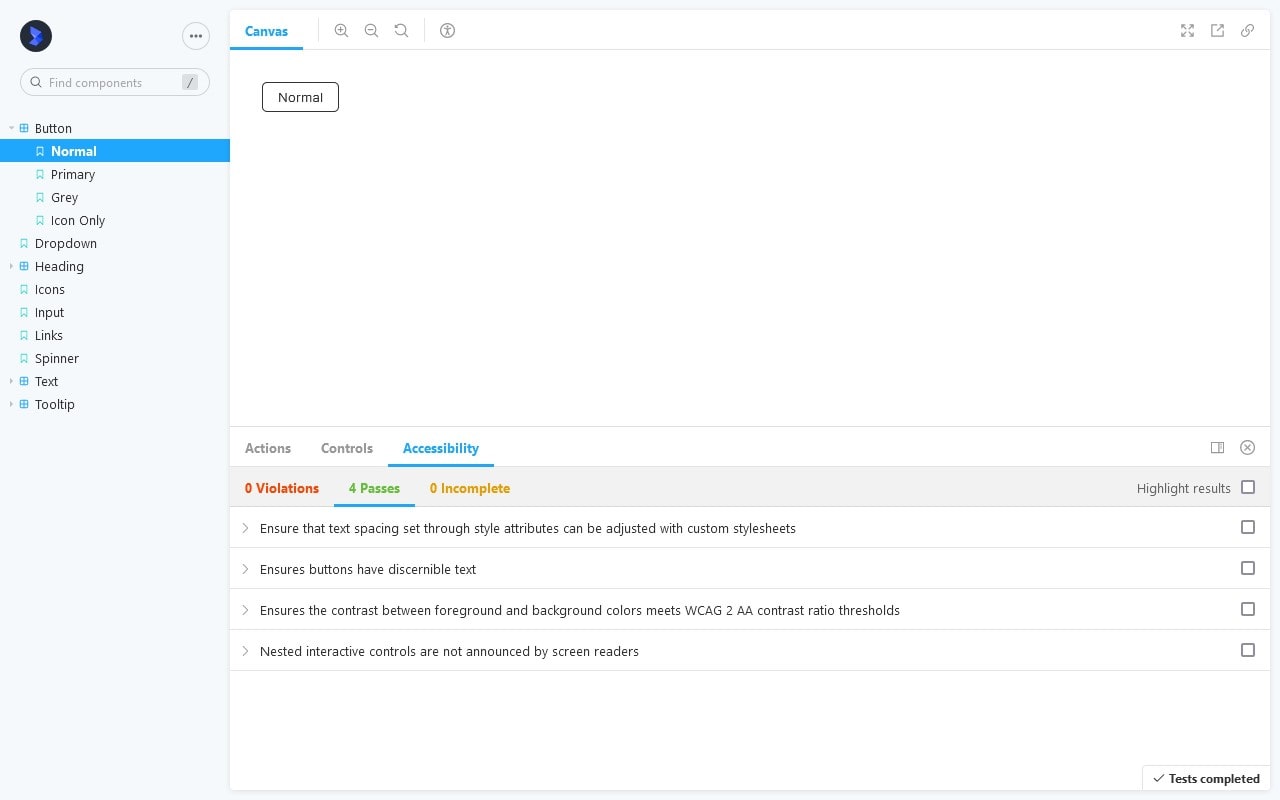 Find components /
Button
Normal
Primary
Grey
Icon Only
Dropdown
Heading
Icons
Input
Links
Spinner
Text
Tooltip
Canvas
Normal
Actions Controls Accessibility
0 Violations 4 Passes 0 Incomplete Highlight results
Ensure that text spacing set through style attributes can be adjusted with custom stylesheets
Ensures buttons have discernible text
Ensures the contrast between foreground and background colors meets WCAG 2 AA contrast ratio thresholds
Nested interactive controls are not announced by screen readers
Tests completed